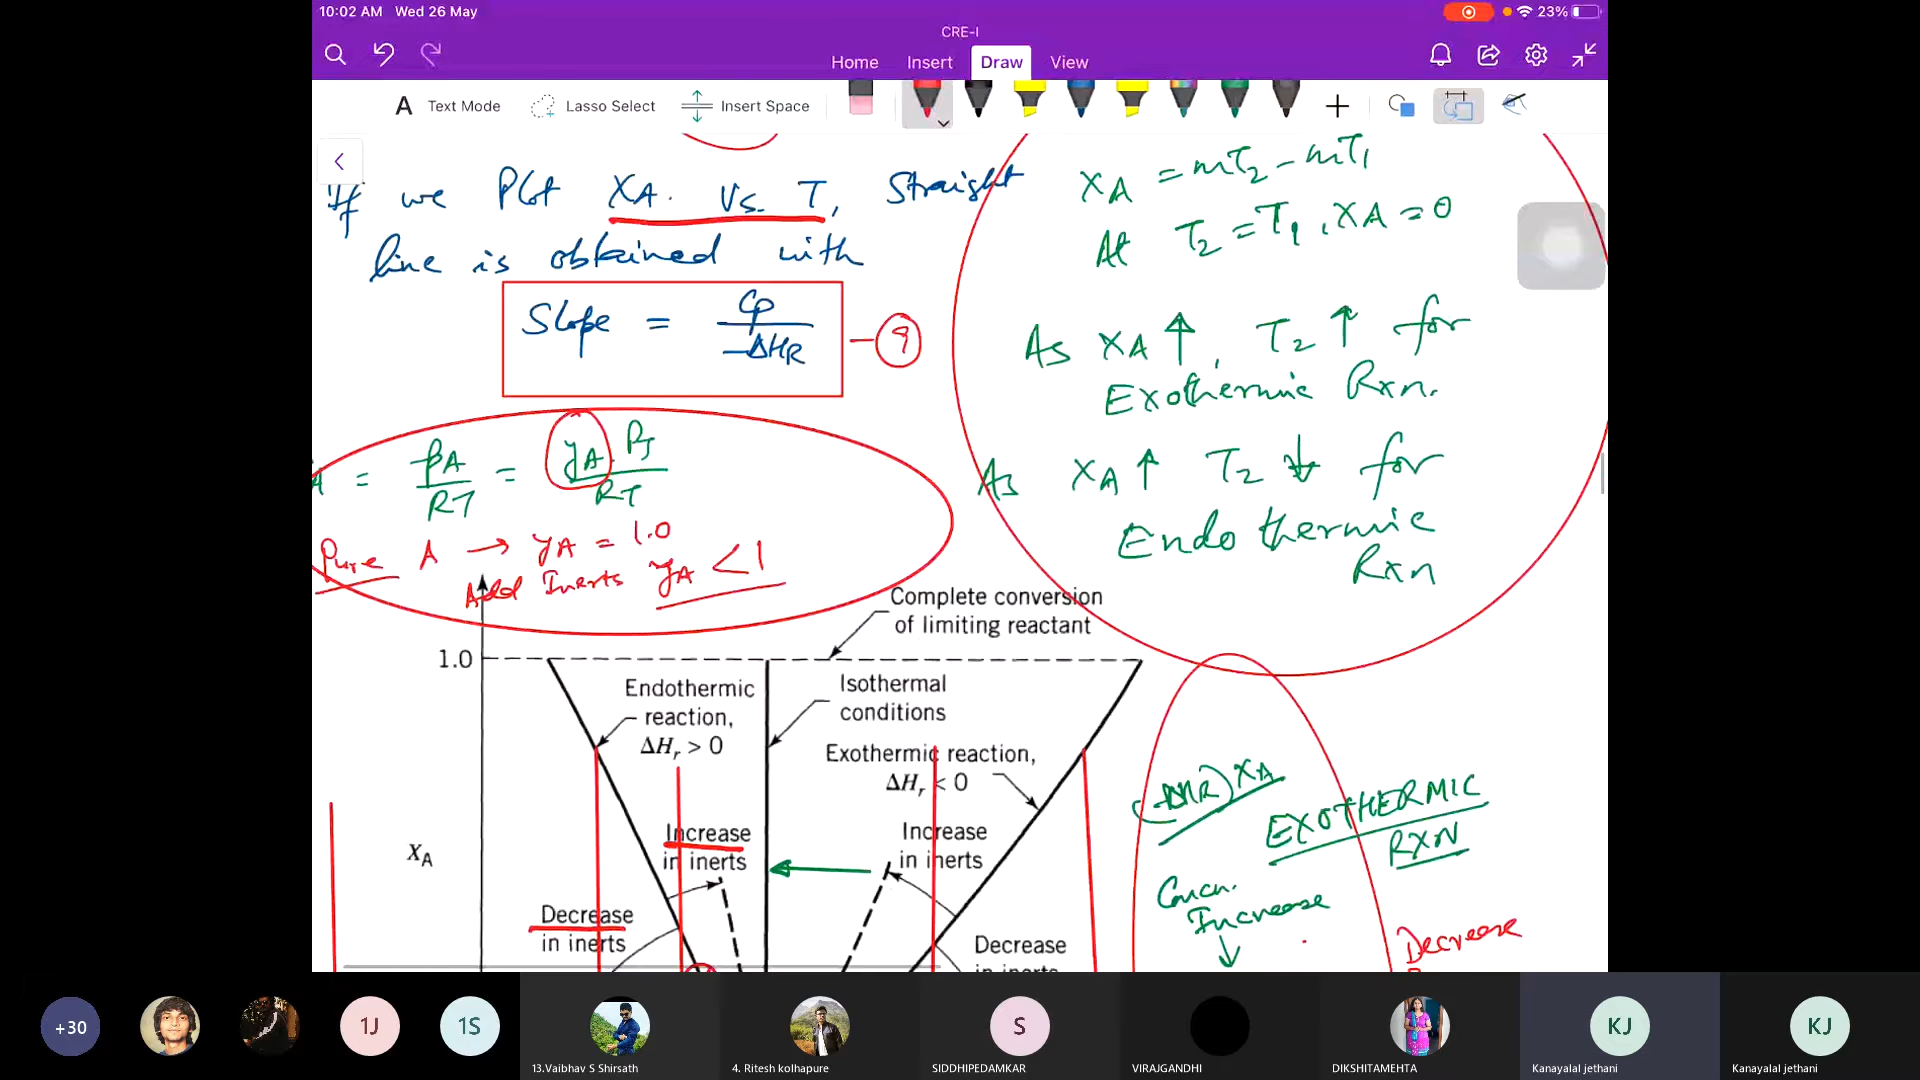 10:02 AM Wed 26 May
23%
CRE-I
Home Insert Draw View
A Text Mode Lasso Select Insert Space
If we Plot XA. Vs. T, Straight
line is obtained with
Slope = Cp / -ΔHR — 9
= pA / RT = yA. PT / RT
Pure A → yA = 1.0
Add Inerts yA < 1
XA = mT2 - mT1
At T2 = T1, XA = 0
As XA ↑, T2 ↑ for
Exothermic Rxn.
As XA ↑ T2 ↓ for
Endothermic
Rxn
Complete conversion
of limiting reactant
1.0
Endothermic
reaction,
ΔHr > 0
Isothermal
conditions
Exothermic reaction,
ΔHr < 0
Increase
in inerts
Increase
in inerts
XA
Decrease
in inerts
Decrease
in inerts
(-ΔHR) XA
EXOTHERMIC
RXN
Concn.
Increase
↓
Decrease
+30
1J
1S
S
KJ
KJ
13.Vaibhav S Shirsath
4. Ritesh kolhapure
SIDDHIPEDAMKAR
VIRAJGANDHI
DIKSHITAMEHTA
Kanayalal jethani
Kanayalal jethani